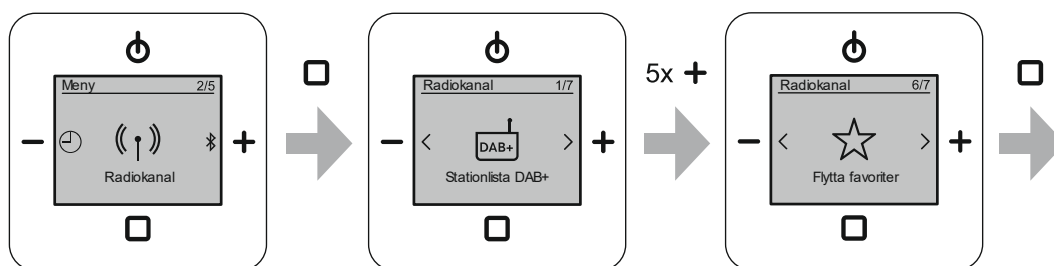 Meny 2/5
Radiokanal
Radiokanal 1/7
DAB+
Stationlista DAB+
5x +
Radiokanal 6/7
Flytta favoriter